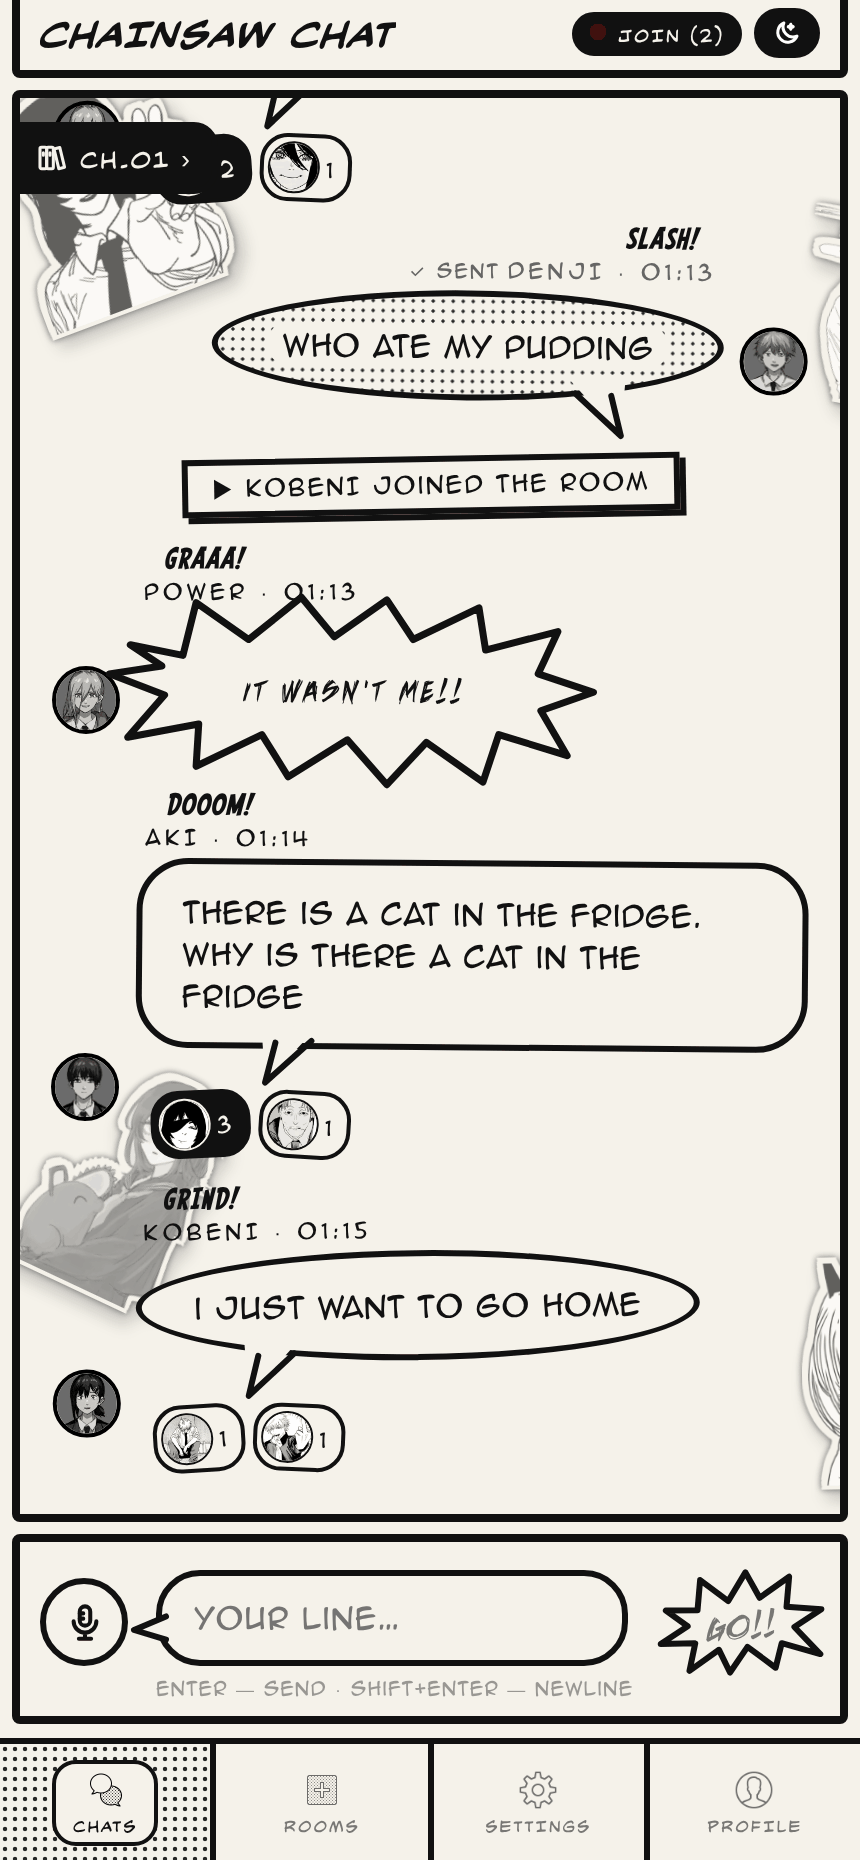 CHAINSAW CHAT
JOIN (2)
CH.01 ›
2
1
SLASH!
✓ SENT DENJI · 01:13
WHO ATE MY PUDDING
▶ KOBENI JOINED THE ROOM
GRAAA!
POWER · 01:13
IT WASN'T ME!!
DOOOM!
AKI · 01:14
THERE IS A CAT IN THE FRIDGE.
WHY IS THERE A CAT IN THE
FRIDGE
3
1
GRIND!
KOBENI · 01:15
I JUST WANT TO GO HOME
1
1
YOUR LINE...
GO!!
ENTER — SEND · SHIFT+ENTER — NEWLINE
CHATS
ROOMS
SETTINGS
PROFILE